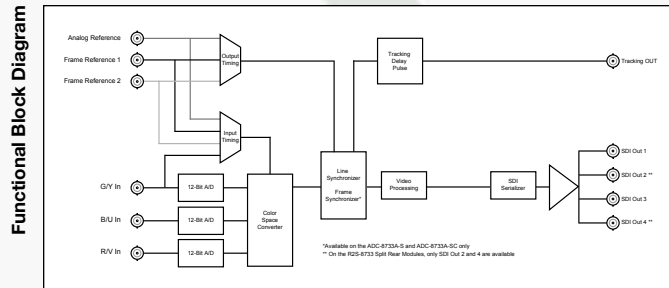 Functional Block Diagram
Analog Reference
Frame Reference 1
Frame Reference 2
Output
Timing
Tracking
Delay
Pulse
Tracking OUT
Input
Timing
G/Y In
12-Bit A/D
B/U In
12-Bit A/D
R/V In
12-Bit A/D
Color
Space
Converter
Line
Synchronizer
Frame
Synchronizer*
Video
Processing
SDI
Serializer
SDI Out 1
SDI Out 2 **
SDI Out 3
SDI Out 4 **
*Available on the ADC-8733A-S and ADC-8733A-SC only
** On the R2S-8733 Split Rear Modules, only SDI Out 2 and 4 are available